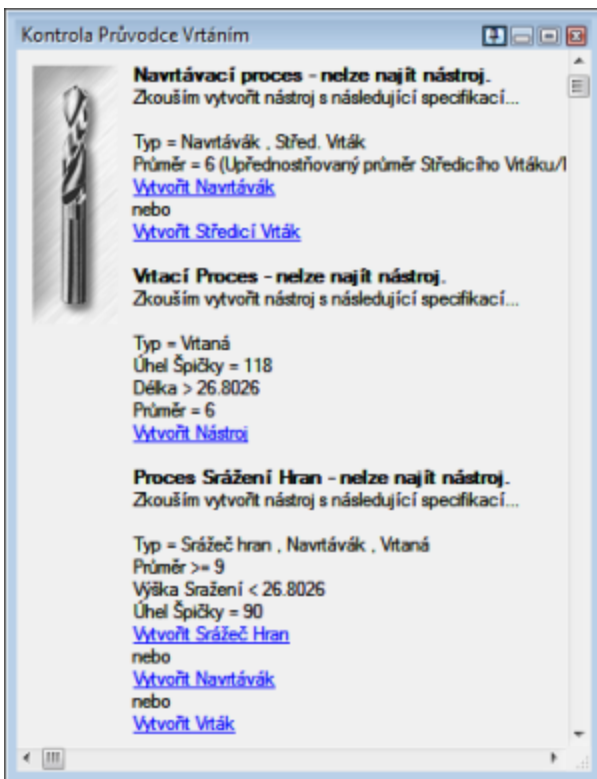 Kontrola Průvodce Vrtáním
Navrtávací proces - nelze najít nástroj.
Zkouším vytvořit nástroj s následující specifikací...
Typ = Navrtávák , Střed. Vrták
Průměr = 6 (Upřednostňovaný průměr Středicího Vrtáku/
Vytvořit Navrtávák
nebo
Vytvořit Středicí Vrták
Vrtací Proces - nelze najít nástroj.
Zkouším vytvořit nástroj s následující specifikací...
Typ = Vrtaná
Úhel Špičky = 118
Délka > 26.8026
Průměr = 6
Vytvořit Nástroj
Proces Srážení Hran - nelze najít nástroj.
Zkouším vytvořit nástroj s následující specifikací...
Typ = Srážeč hran , Navrtávák , Vrtaná
Průměr >= 9
Výška Sražení < 26.8026
Úhel Špičky = 90
Vytvořit Srážeč Hran
nebo
Vytvořit Navrtávák
nebo
Vytvořit Vrták